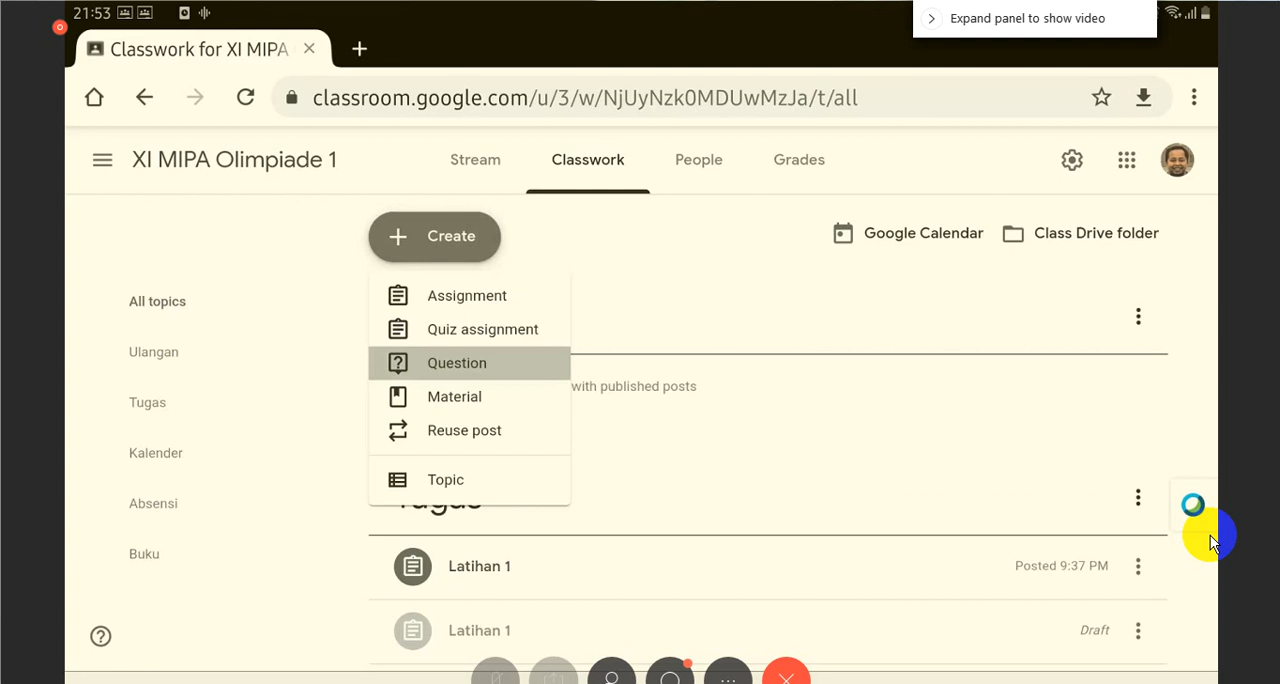 21:53
Expand panel to show video
Classwork for XI MIPA
classroom.google.com/u/3/w/NjUyNzk0MDUwMzJa/t/all
XI MIPA Olimpiade 1
Stream
Classwork
People
Grades
Create
Google Calendar
Class Drive folder
All topics
Ulangan
Tugas
Kalender
Absensi
Buku
Assignment
Quiz assignment
Question
Material
Reuse post
Topic
with published posts
Tugas
Latihan 1
Posted 9:37 PM
Latihan 1
Draft